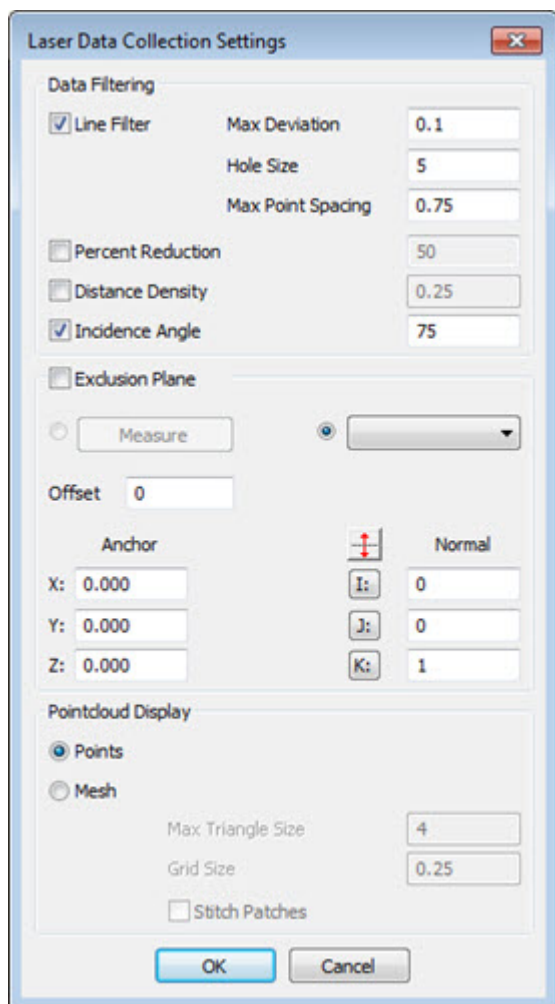 Laser Data Collection Settings
Data Filtering
Line Filter Max Deviation 0.1
Hole Size 5
Max Point Spacing 0.75
Percent Reduction 50
Distance Density 0.25
Incidence Angle 75
Exclusion Plane
Measure
Offset 0
Anchor Normal
X: 0.000 I: 0
Y: 0.000 J: 0
Z: 0.000 K: 1
Pointcloud Display
Points
Mesh
Max Triangle Size 4
Grid Size 0.25
Stitch Patches
OK Cancel